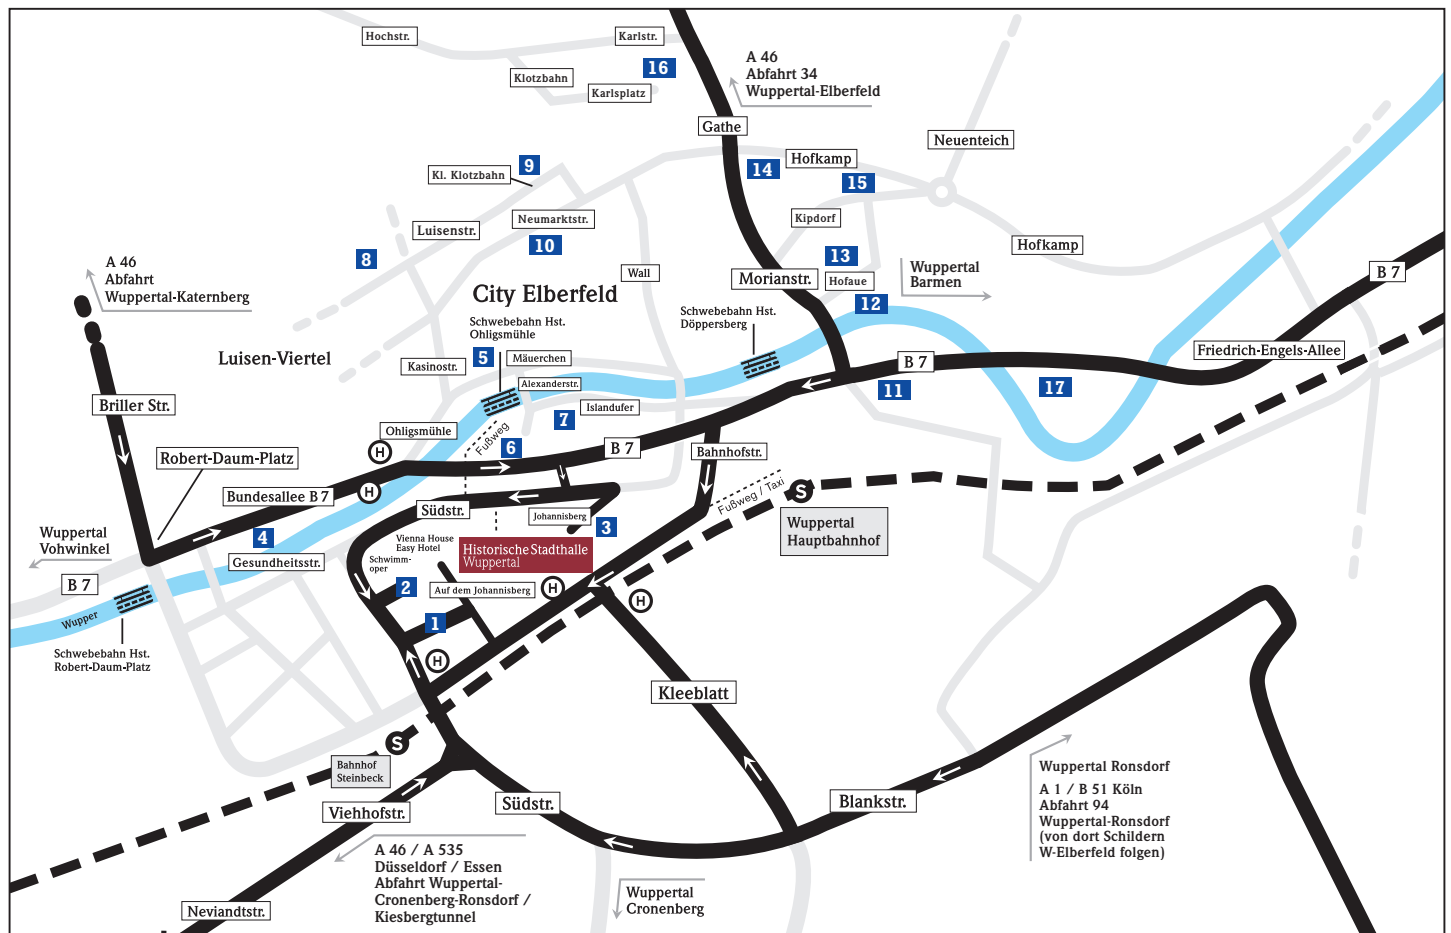 Hochstr.
Karlstr.
16
Klotzbahn
Karlsplatz
A 46
Abfahrt 34
Wuppertal-Elberfeld
Gathe
Neuenteich
9
Kl. Klotzbahn
14
Hofkamp
15
Neumarktstr.
Luisenstr.
Kipdorf
10
8
13
Hofkamp
A 46
Abfahrt
Wuppertal-Katernberg
Wall
Morianstr.
Hofaue
Wuppertal
Barmen
B 7
City Elberfeld
12
Schwebebahn Hst.
Döppersberg
Schwebebahn Hst.
Ohligsmühle
Luisen-Viertel
5
Mäuerchen
Kasinostr.
Friedrich-Engels-Allee
B 7
Alexanderstr.
11
17
Briller Str.
Islandufer
7
Ohligsmühle
Fußweg
6
B 7
H
Bahnhofstr.
Robert-Daum-Platz
H
Bundesallee B 7
Fußweg / Taxi
S
Südstr.
Johannisberg
3
Wuppertal
Hauptbahnhof
4
Wuppertal
Vohwinkel
Vienna House
Easy Hotel
Historische Stadthalle
Wuppertal
Gesundheitsstr.
Schwimm-
oper
B 7
2
Auf dem Johannisberg
H
H
Wupper
1
Schwebebahn Hst.
Robert-Daum-Platz
H
Kleeblatt
S
Bahnhof
Steinbeck
Wuppertal Ronsdorf
A 1 / B 51 Köln
Abfahrt 94
Wuppertal-Ronsdorf
(von dort Schildern
W-Elberfeld folgen)
Viehhofstr.
Südstr.
Blankstr.
A 46 / A 535
Düsseldorf / Essen
Abfahrt Wuppertal-
Cronenberg-Ronsdorf /
Kiesbergtunnel
Wuppertal
Cronenberg
Neviandtstr.